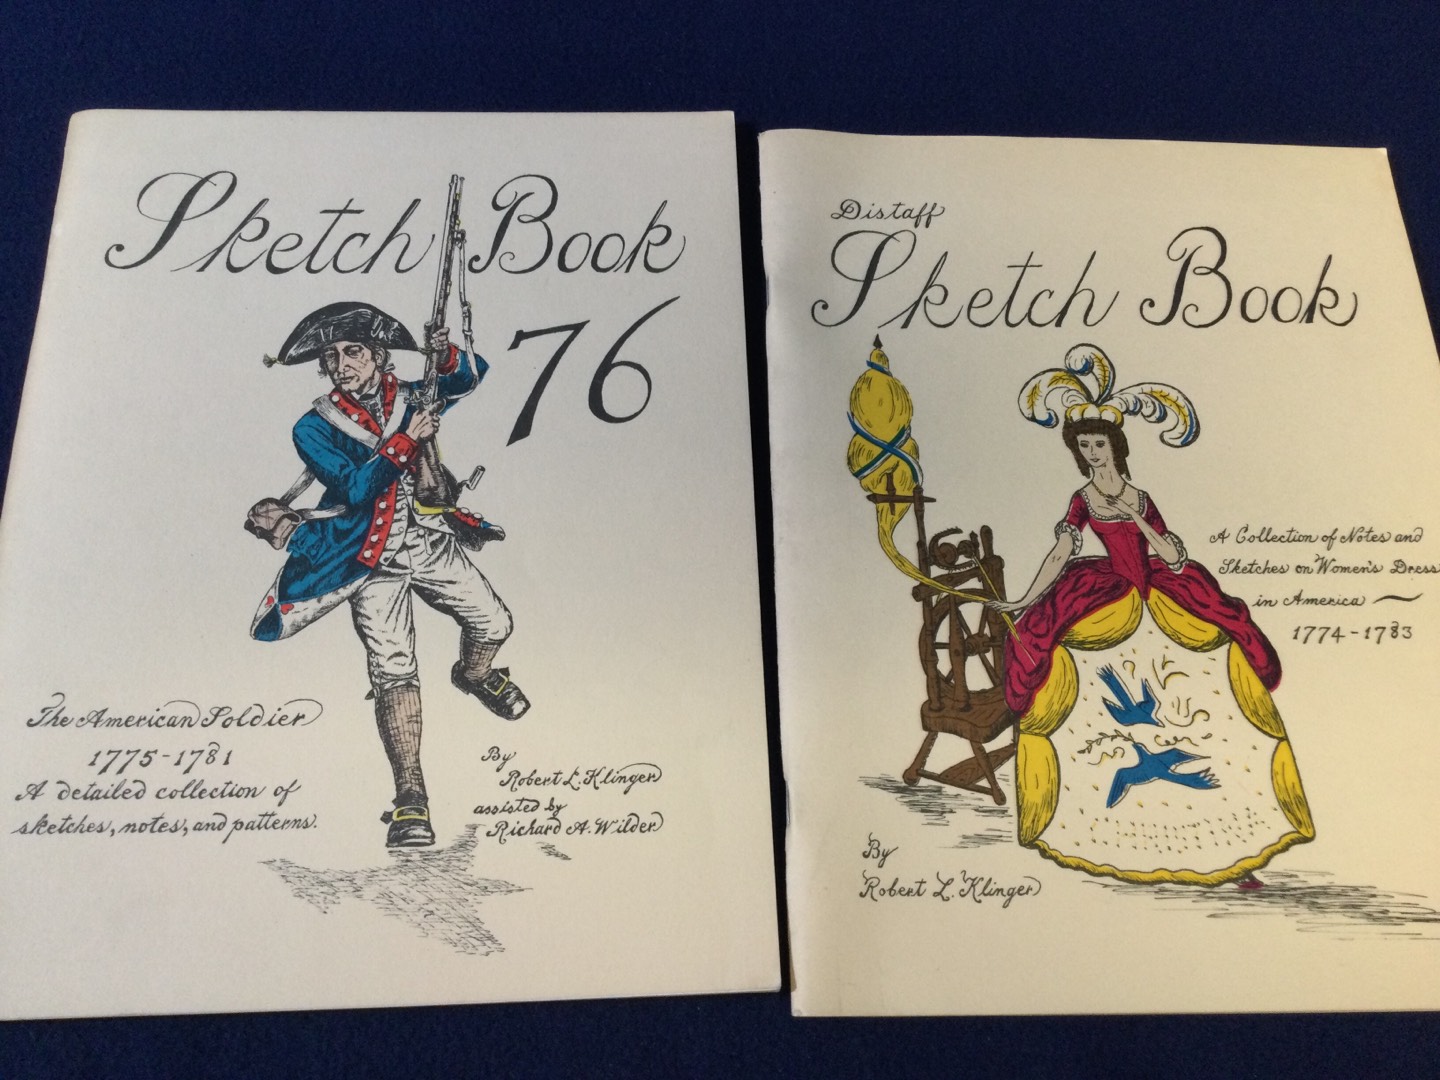 Sketch Book
76
The American Soldier
1775-1781
A detailed collection of
sketches, notes, and patterns.
By
Robert L. Klinger
assisted by
Richard A. Wilder
Distaff
Sketch Book
A Collection of Notes and
Sketches on Women's Dress
in America
1774-1783
By
Robert L. Klinger